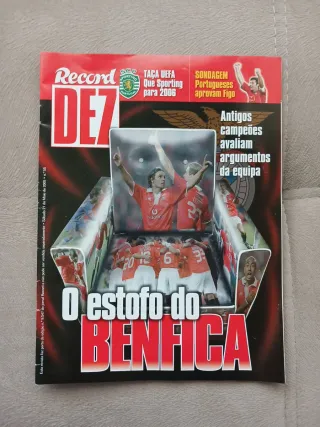 Record
DEZ
TAÇA UEFA
Que Sporting
para 2006
SONDAGEM
Portugueses
aprovam Figo
Antigos
campeões
avaliam
argumentos
da equipa
O estofo do
BENFICA